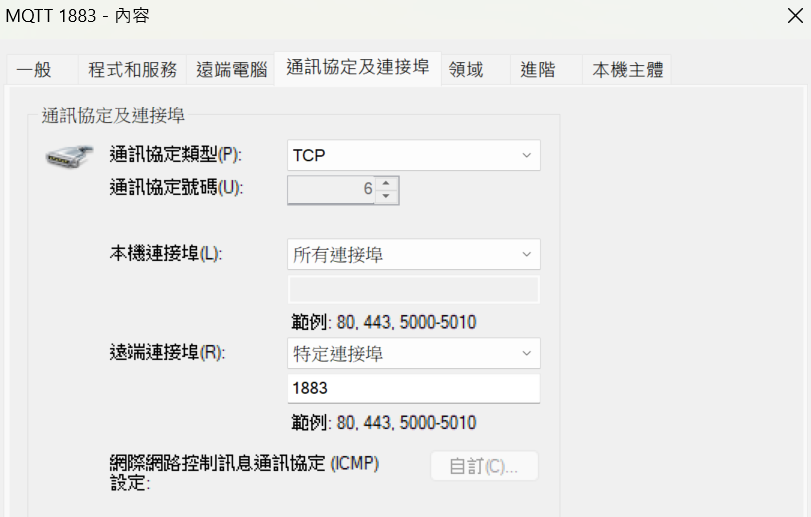 MQTT 1883 - 內容
一般 程式和服務 遠端電腦 通訊協定及連接埠 領域 進階 本機主體
通訊協定及連接埠
通訊協定類型(P): TCP
通訊協定號碼(U): 6
本機連接埠(L): 所有連接埠
範例: 80, 443, 5000-5010
遠端連接埠(R): 特定連接埠
1883
範例: 80, 443, 5000-5010
網際網路控制訊息通訊協定 (ICMP) 自訂(C)...
設定: